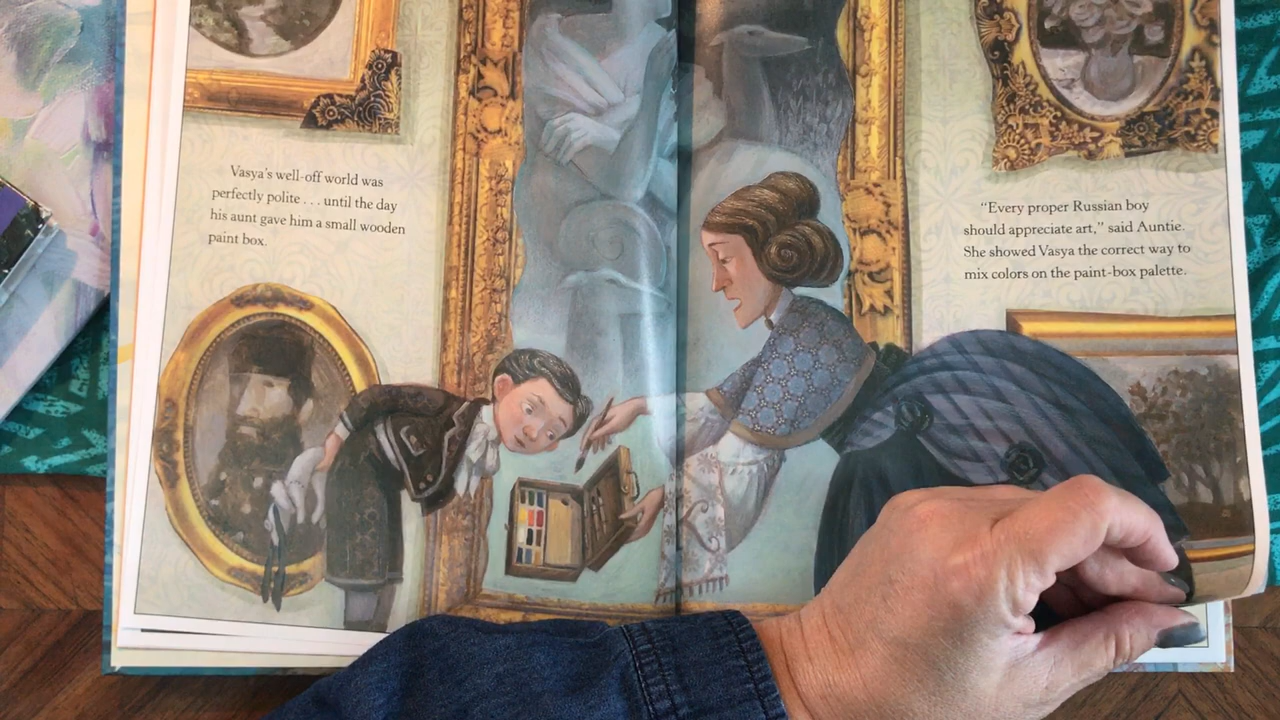 Vasya's well-off world was
perfectly polite . . . until the day
his aunt gave him a small wooden
paint box.
"Every proper Russian boy
should appreciate art," said Auntie.
She showed Vasya the correct way to
mix colors on the paint-box palette.